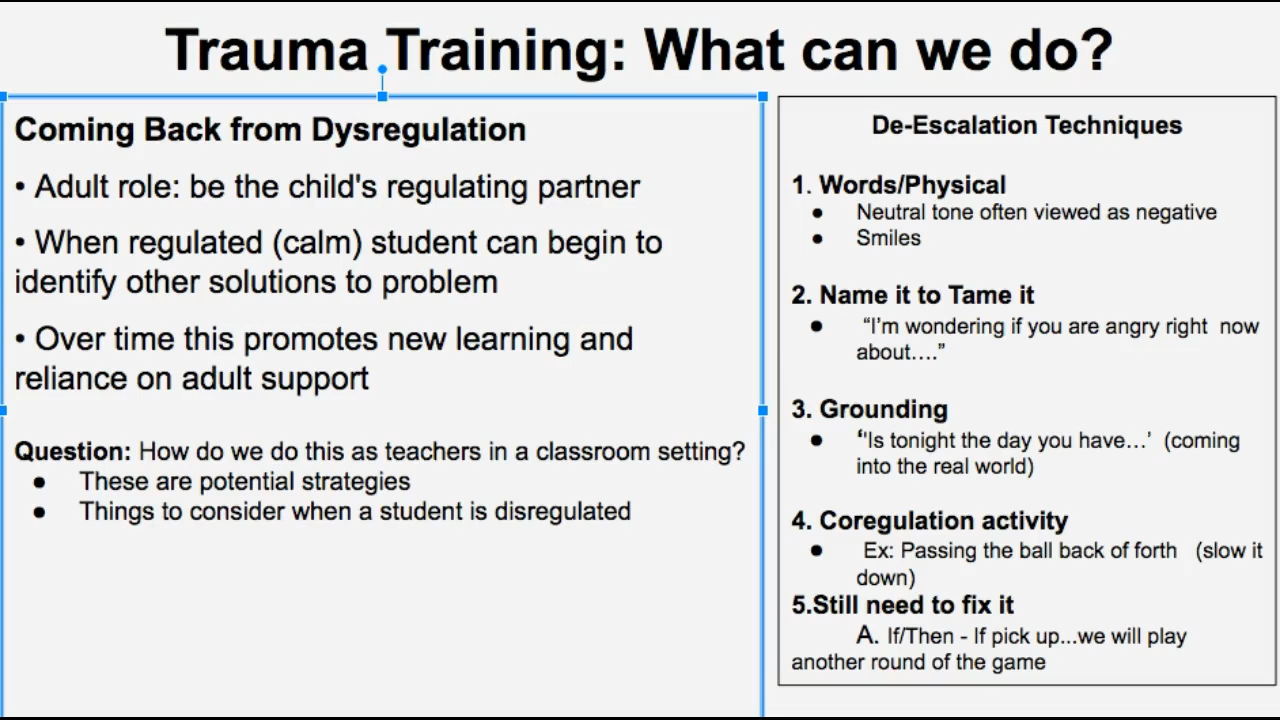 Trauma Training: What can we do?
Coming Back from Dysregulation
• Adult role: be the child's regulating partner
• When regulated (calm) student can begin to
identify other solutions to problem
• Over time this promotes new learning and
reliance on adult support
Question: How do we do this as teachers in a classroom setting?
● These are potential strategies
● Things to consider when a student is disregulated
De-Escalation Techniques
1. Words/Physical
● Neutral tone often viewed as negative
● Smiles
2. Name it to Tame it
● “I’m wondering if you are angry right now
about….”
3. Grounding
● ‘'Is tonight the day you have…’ (coming
into the real world)
4. Coregulation activity
● Ex: Passing the ball back of forth (slow it
down)
5.Still need to fix it
A. If/Then - If pick up...we will play
another round of the game